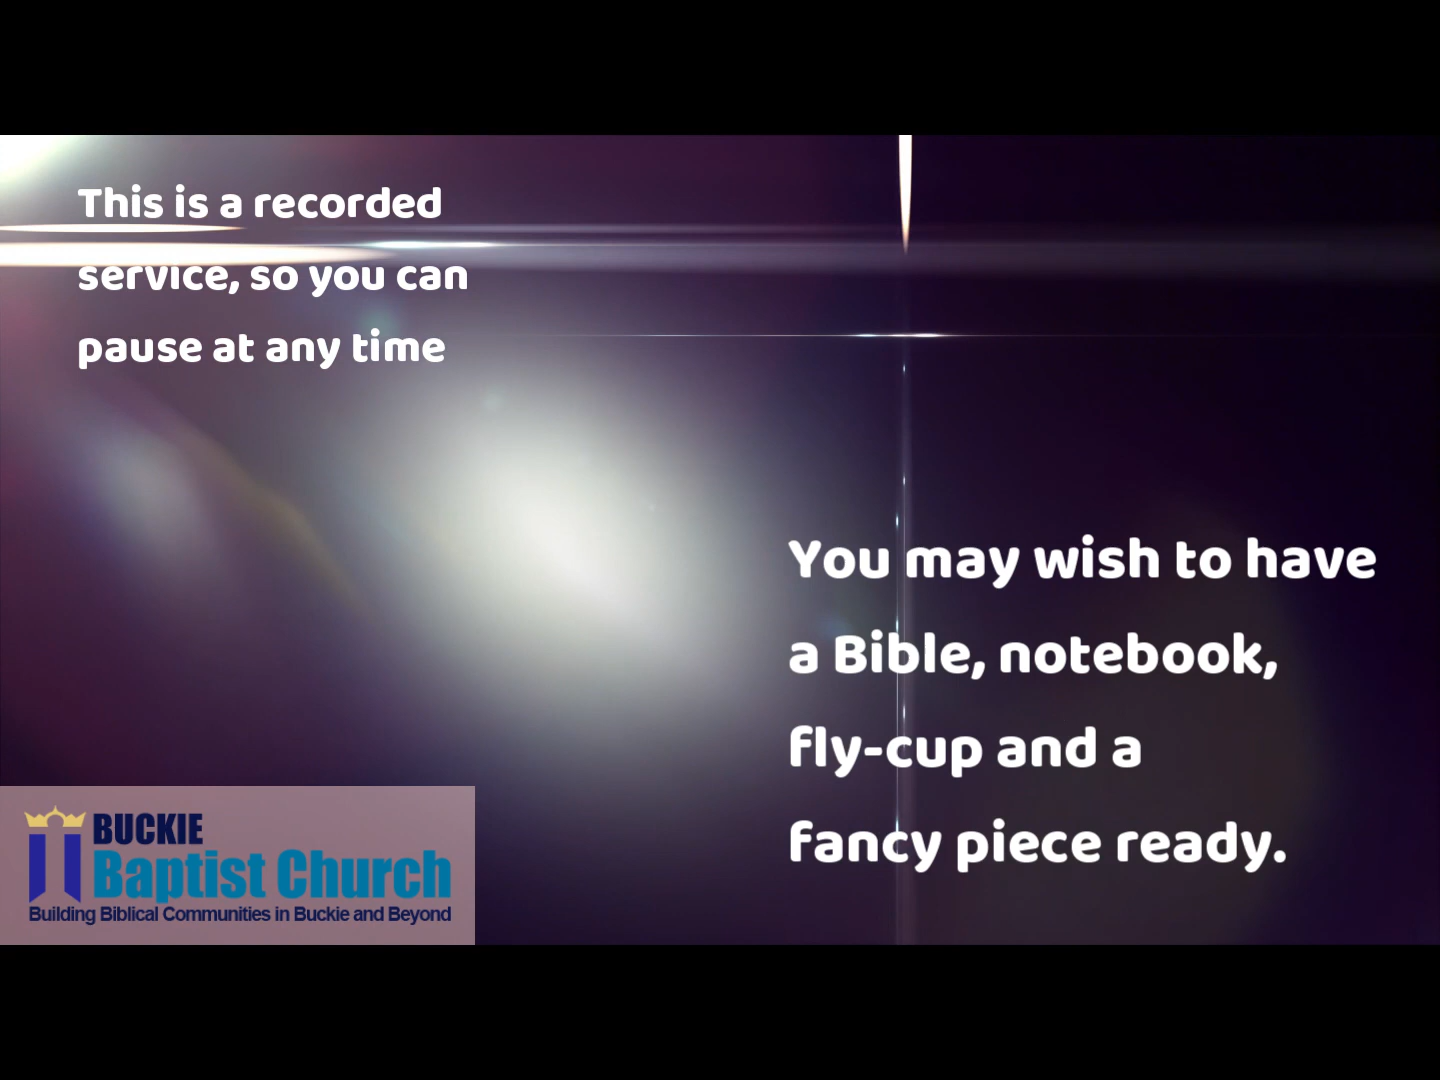 This is a recorded
service, so you can
pause at any time
You may wish to have
a Bible, notebook,
fly-cup and a
fancy piece ready.
BUCKIE
Baptist Church
Building Biblical Communities in Buckie and Beyond